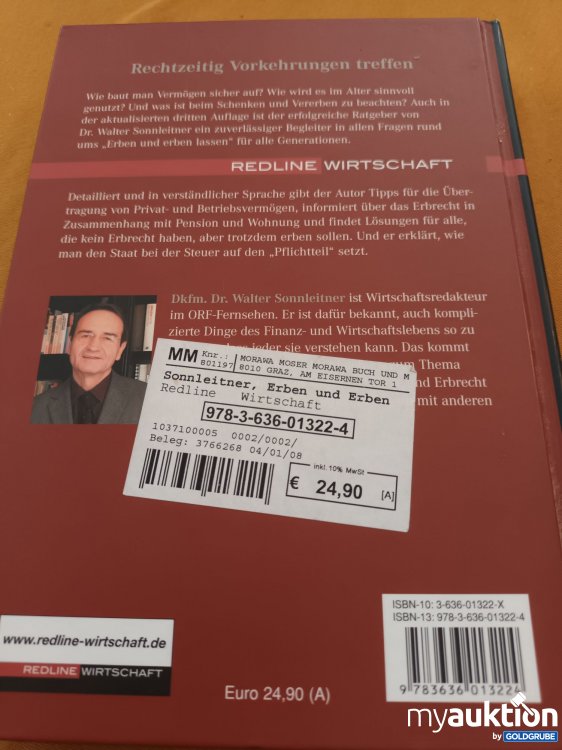 Rechtzeitig Vorkehrungen treffen
Wie baut man Vermögen sicher auf? Wie wird es im Alter sinnvoll
genutzt? Und was ist beim Schenken und Vererben zu beachten? Auch in
der aktualisierten dritten Auflage ist der erfolgreiche Ratgeber von
Dr. Walter Sonnleitner ein zuverlässiger Begleiter in allen Fragen rund
ums „Erben und erben lassen“ für alle Generationen.
REDLINE WIRTSCHAFT
Detailliert und in verständlicher Sprache gibt der Autor Tipps für die Über-
tragung von Privat- und Betriebsvermögen, informiert über das Erbrecht in
Zusammenhang mit Pension und Wohnung und findet Lösungen für alle,
die kein Erbrecht haben, aber trotzdem erben sollen. Und er erklärt, wie
man den Staat bei der Steuer auf den „Pflichtteil“ setzt.
Dkfm. Dr. Walter Sonnleitner ist Wirtschaftsredakteur
im ORF-Fernsehen. Er ist dafür bekannt, auch kompli-
zierte Dinge des Finanz- und Wirtschaftslebens so zu
jeder sie verstehen kann. Das kommt
zum Thema
und Erbrecht
mit anderen
MM Knr.: 801197
MORAWA MOSER MORAWA BUCH UND M
8010 GRAZ, AM EISERNEN TOR 1
Sonnleitner, Erben und Erben
Redline Wirtschaft
978-3-636-01322-4
1037100005 0002/0002/
Beleg: 3766268 04/01/08
inkl. 10% MwSt
€ 24,90 [A]
ISBN-10: 3-636-01322-X
ISBN-13: 978-3-636-01322-4
9 783636 013224
www.redline-wirtschaft.de
REDLINE WIRTSCHAFT
Euro 24,90 (A)
myauktion
by GOLDGRUBE